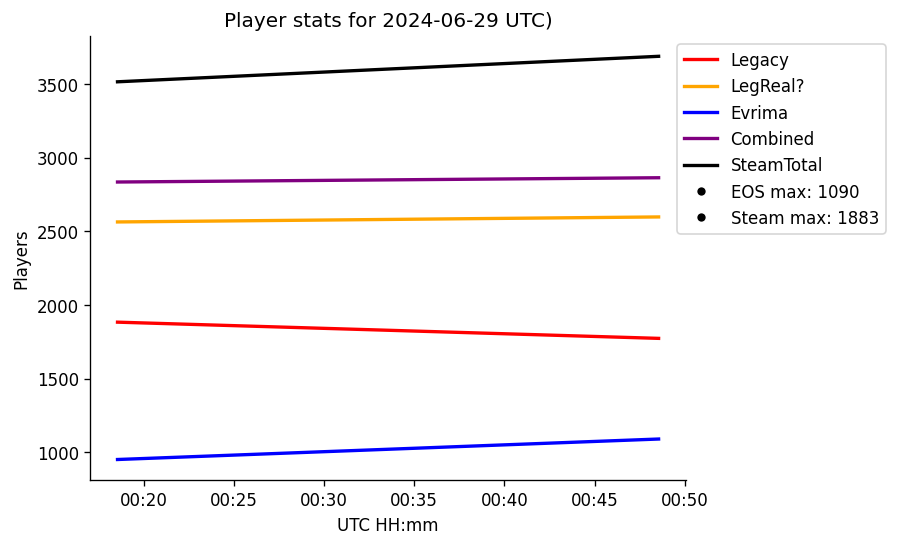 Player stats for 2024-06-29 UTC)
Legacy
LegReal?
Evrima
Combined
SteamTotal
EOS max: 1090
Steam max: 1883
Players
3500
3000
2500
2000
1500
1000
00:20 00:25 00:30 00:35 00:40 00:45 00:50
UTC HH:mm